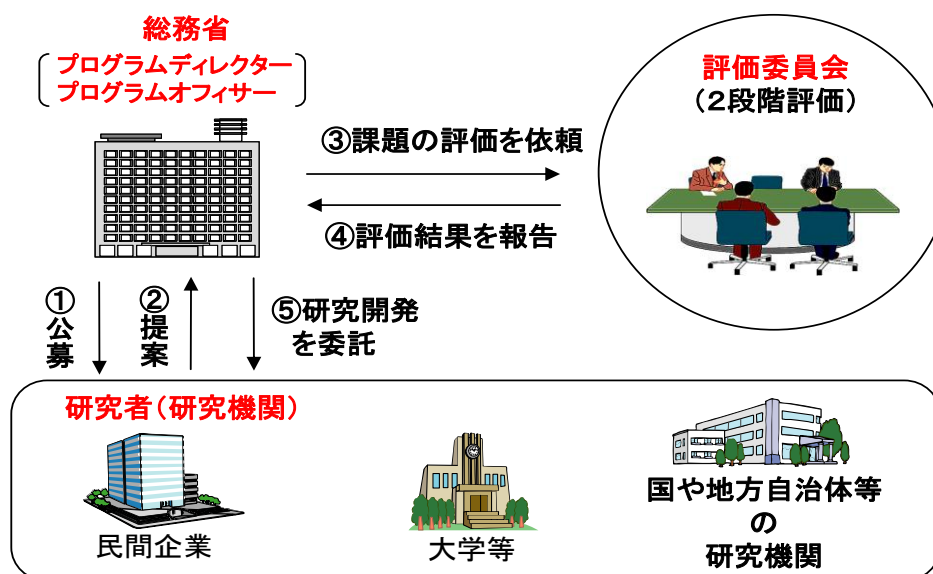 総務省
プログラムディレクター
プログラムオフィサー
評価委員会
(2段階評価)
③課題の評価を依頼
④評価結果を報告
①公募
②提案
⑤研究開発
を委託
研究者(研究機関)
民間企業
大学等
国や地方自治体等
の
研究機関